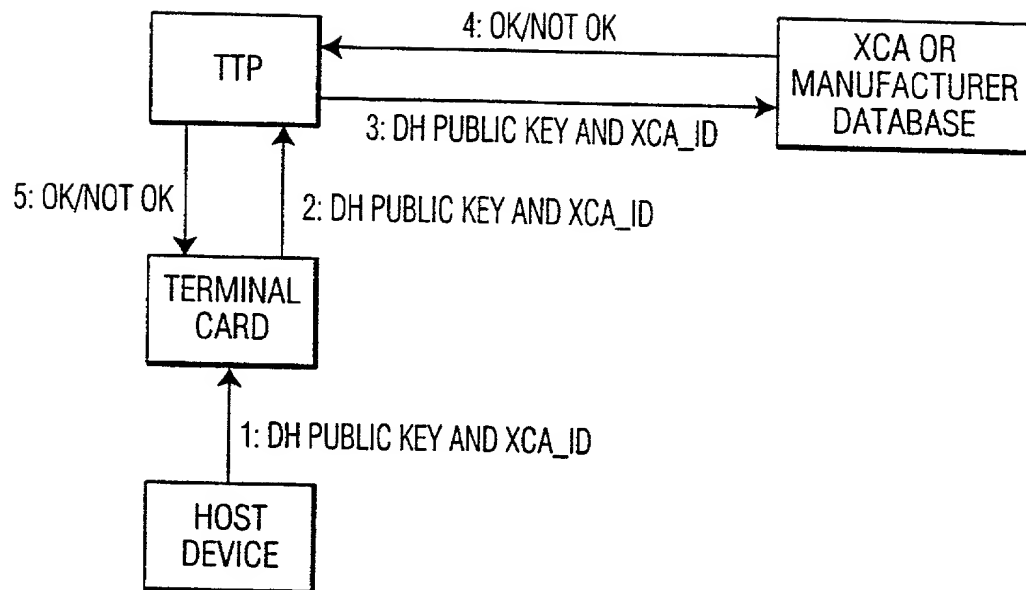 4: OK/NOT OK
TTP
XCA OR
MANUFACTURER
DATABASE
3: DH PUBLIC KEY AND XCA_ID
5: OK/NOT OK
2: DH PUBLIC KEY AND XCA_ID
TERMINAL
CARD
1: DH PUBLIC KEY AND XCA_ID
HOST
DEVICE